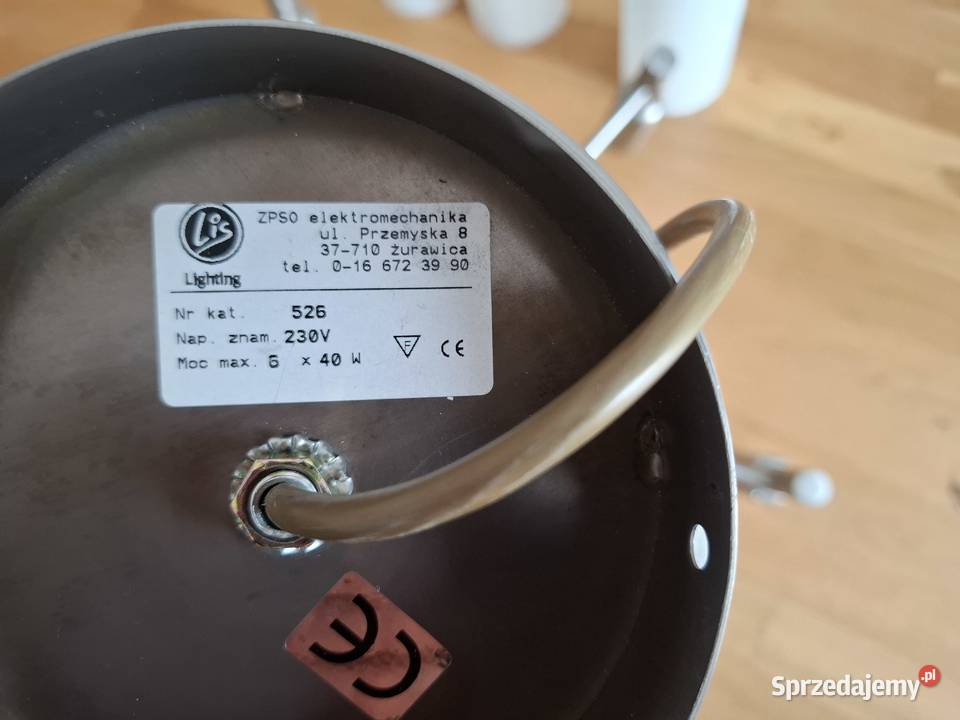 Lis
Lighting
ZPSO elektromechanika
ul. Przemyska 8
37-710 Żurawica
tel. 0-16 672 39 90
Nr kat. 526
Nap. znam. 230V
Moc max. 6 x 40 W
F
CE
CE
Sprzedajemy.pl